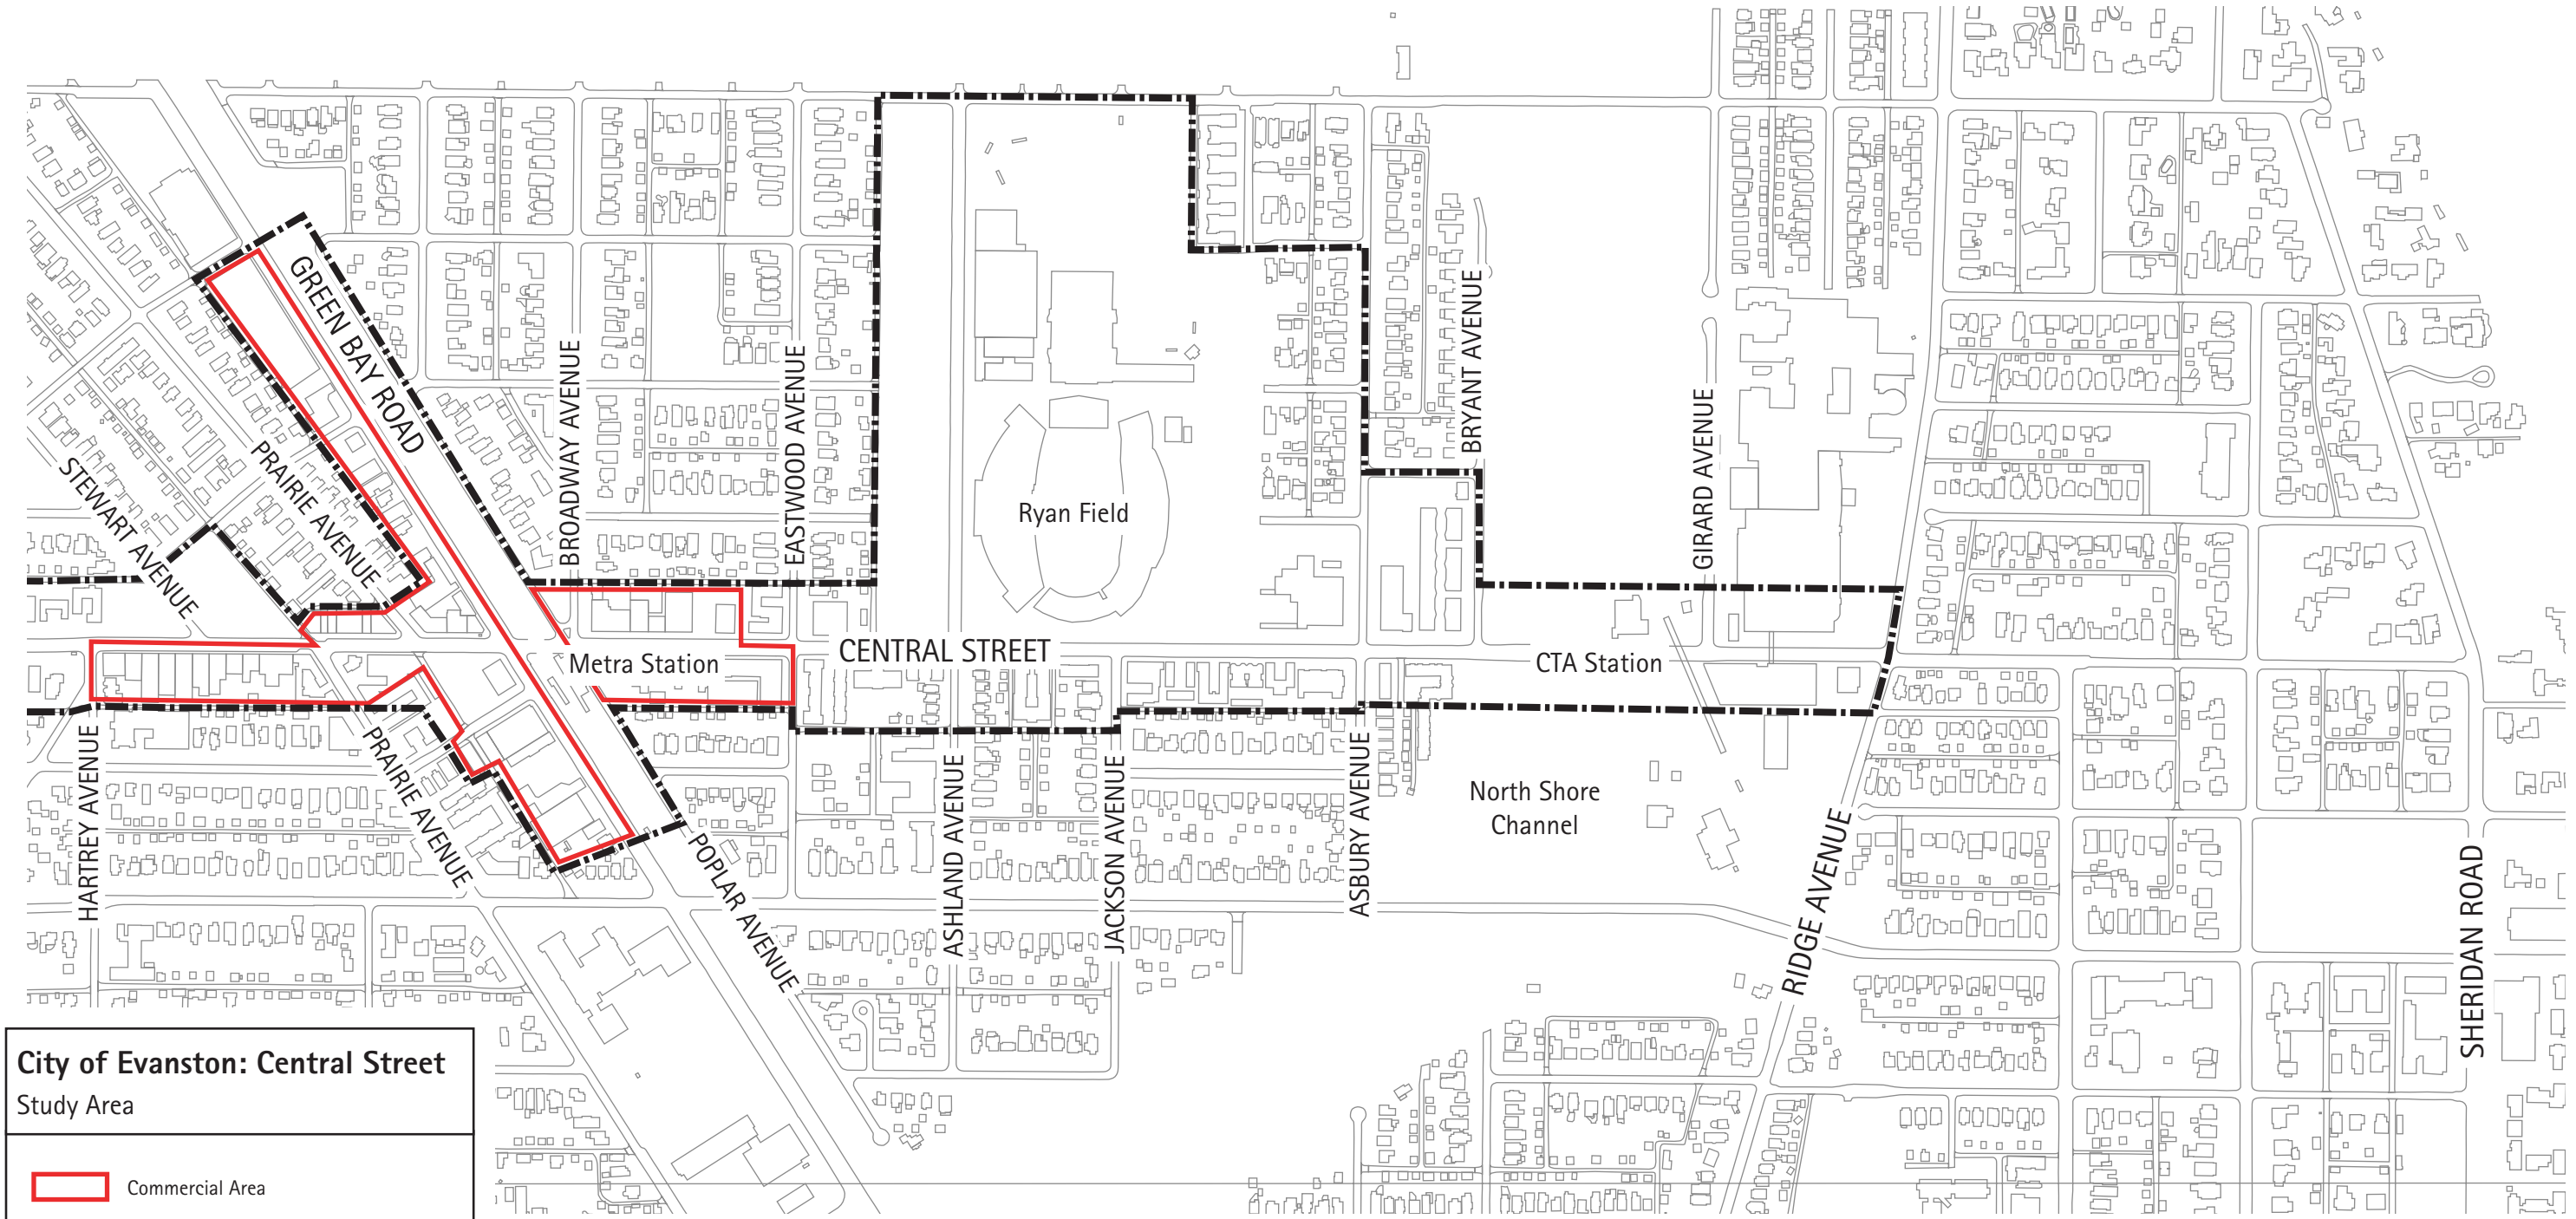 GREEN BAY ROAD
BROADWAY AVENUE
EASTWOOD AVENUE
BRYANT AVENUE
GIRARD AVENUE
PRAIRIE AVENUE
STEWART AVENUE
Ryan Field
CENTRAL STREET
Metra Station
CTA Station
HARTREY AVENUE
PRAIRIE AVENUE
POPLAR AVENUE
ASHLAND AVENUE
JACKSON AVENUE
ASBURY AVENUE
North Shore
Channel
RIDGE AVENUE
SHERIDAN ROAD
City of Evanston: Central Street
Study Area
Commercial Area